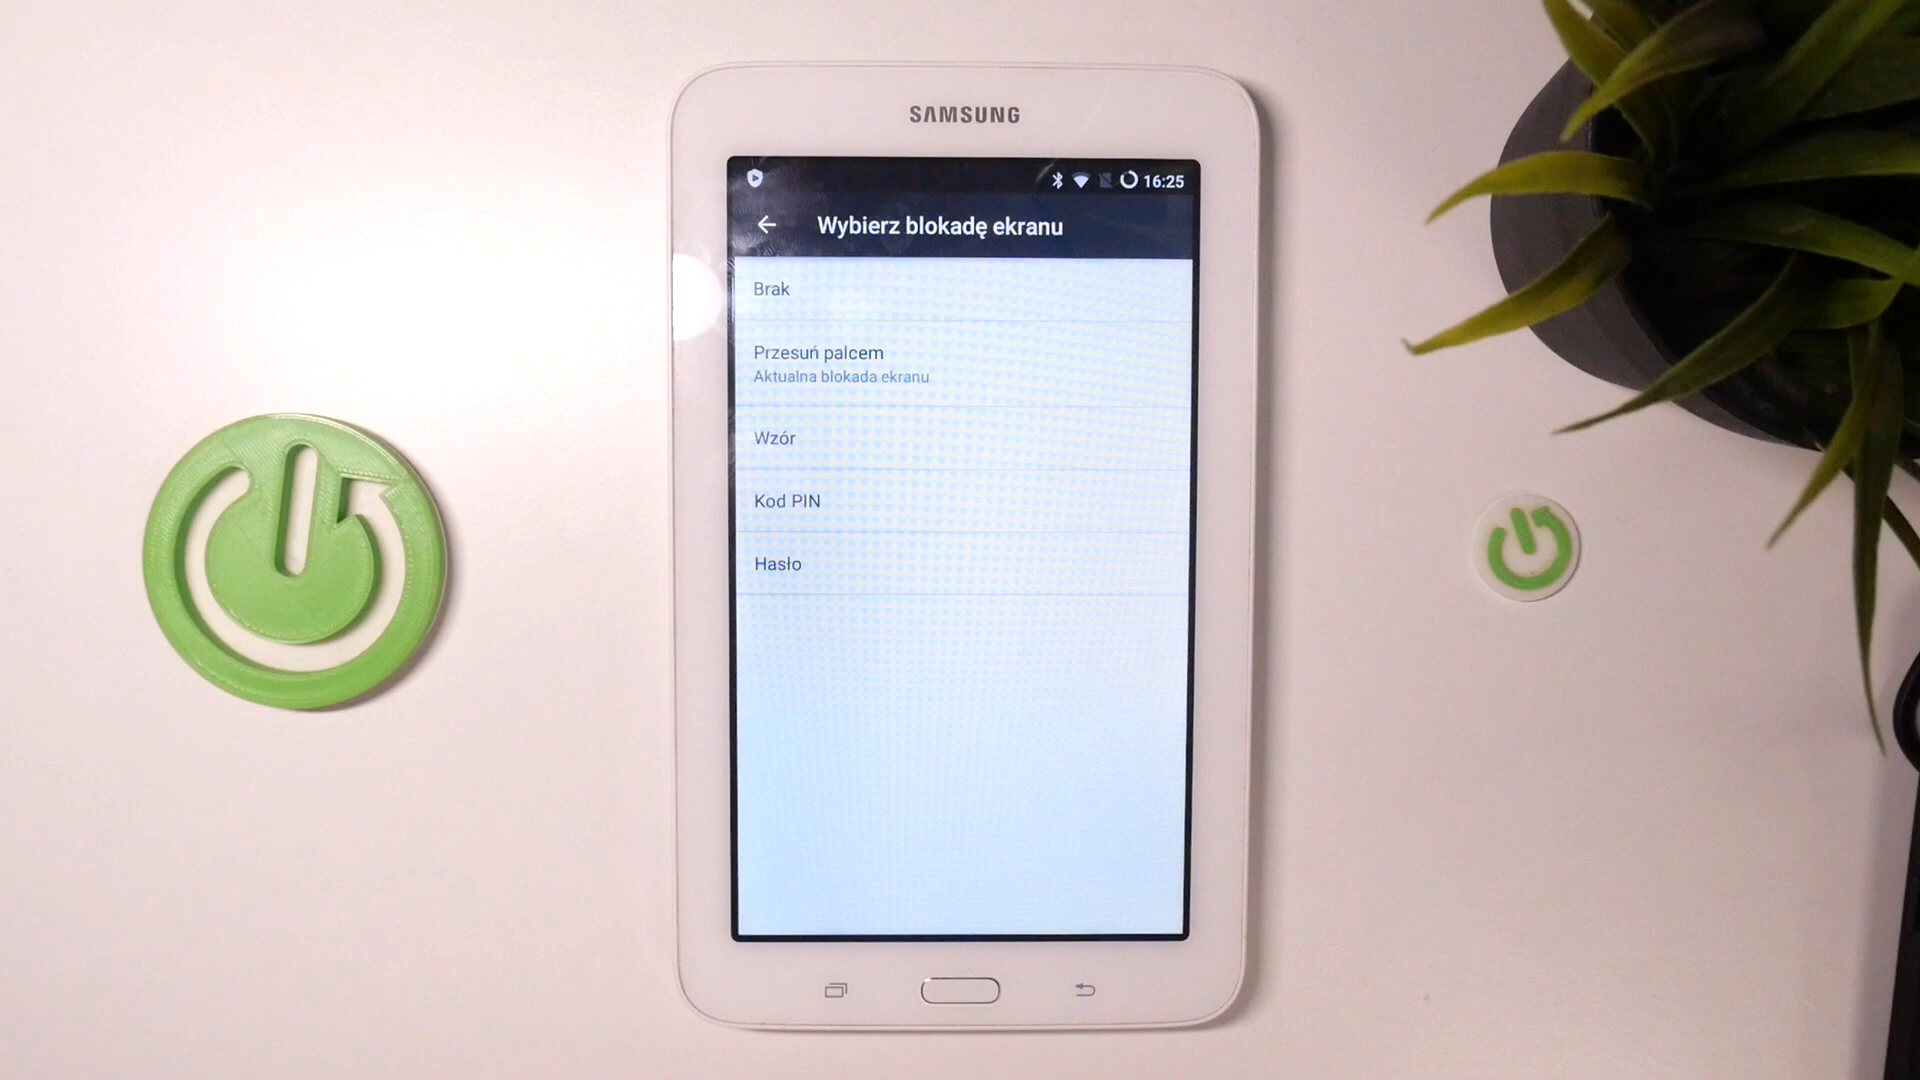 SAMSUNG
16:25
Wybierz blokadę ekranu
Brak
Przesuń palcem
Aktualna blokada ekranu
Wzór
Kod PIN
Hasło